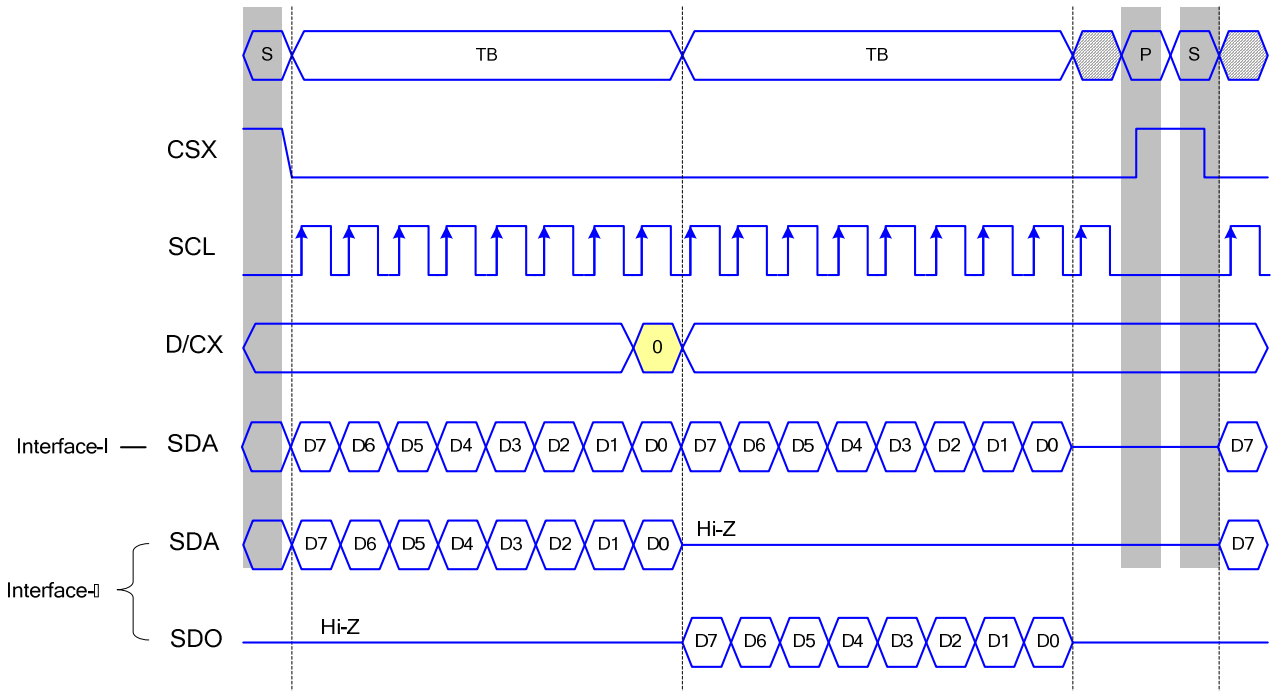 S TB TB P S
CSX
SCL
D/CX 0
Interface-I SDA D7 D6 D5 D4 D3 D2 D1 D0 D7 D6 D5 D4 D3 D2 D1 D0 D7
SDA D7 D6 D5 D4 D3 D2 D1 D0 Hi-Z D7
Interface-▯
SDO Hi-Z D7 D6 D5 D4 D3 D2 D1 D0